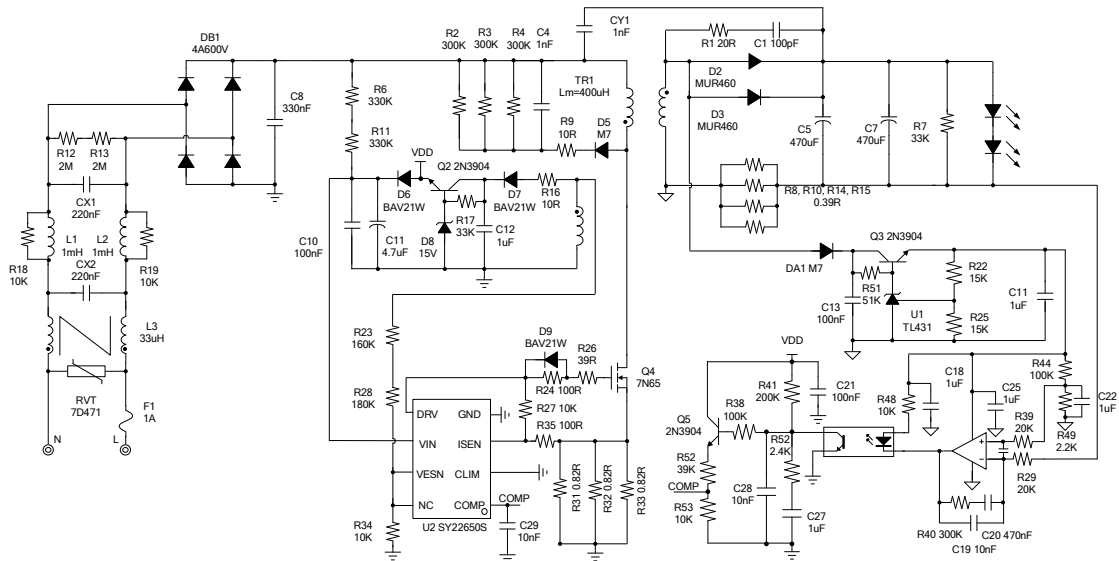 DB1
4A600V
R12
2M
R13
2M
CX1
220nF
L1
1mH
L2
1mH
CX2
220nF
R18
10K
R19
10K
L3
33uH
RVT
7D471
F1
1A
N
L
C8
330nF
R6
330K
R11
330K
R2
300K
R3
300K
R4
300K
C4
1nF
CY1
1nF
TR1
Lm=400uH
R9
10R
D5
M7
VDD
Q2 2N3904
D6
BAV21W
D7
BAV21W
R16
10R
R17
33K
C10
100nF
C11
4.7uF
D8
15V
C12
1uF
R23
160K
R28
180K
R34
10K
D9
BAV21W
R26
39R
R24 100R
R27 10K
R35 100R
Q4
7N65
DRV
GND
VIN
ISEN
VESN
CLIM
NC
COMP
COMP
U2 SY22650S
C29
10nF
R31 0.82R
R32 0.82R
R33 0.82R
R1 20R
C1 100pF
D2
MUR460
D3
MUR460
C5
470uF
C7
470uF
R7
33K
R8, R10, R14, R15
0.39R
Q3 2N3904
DA1 M7
R51
51K
C13
100nF
U1
TL431
R22
15K
R25
15K
C11
1uF
VDD
R41
200K
C21
100nF
R38
100K
Q5
2N3904
R52
2.4K
R52
39K
COMP
R53
10K
C28
10nF
C27
1uF
R48
10K
C18
1uF
C25
1uF
R44
100K
R39
20K
C22
1uF
R49
2.2K
R29
20K
+
−
R40 300K
C20 470nF
C19 10nF